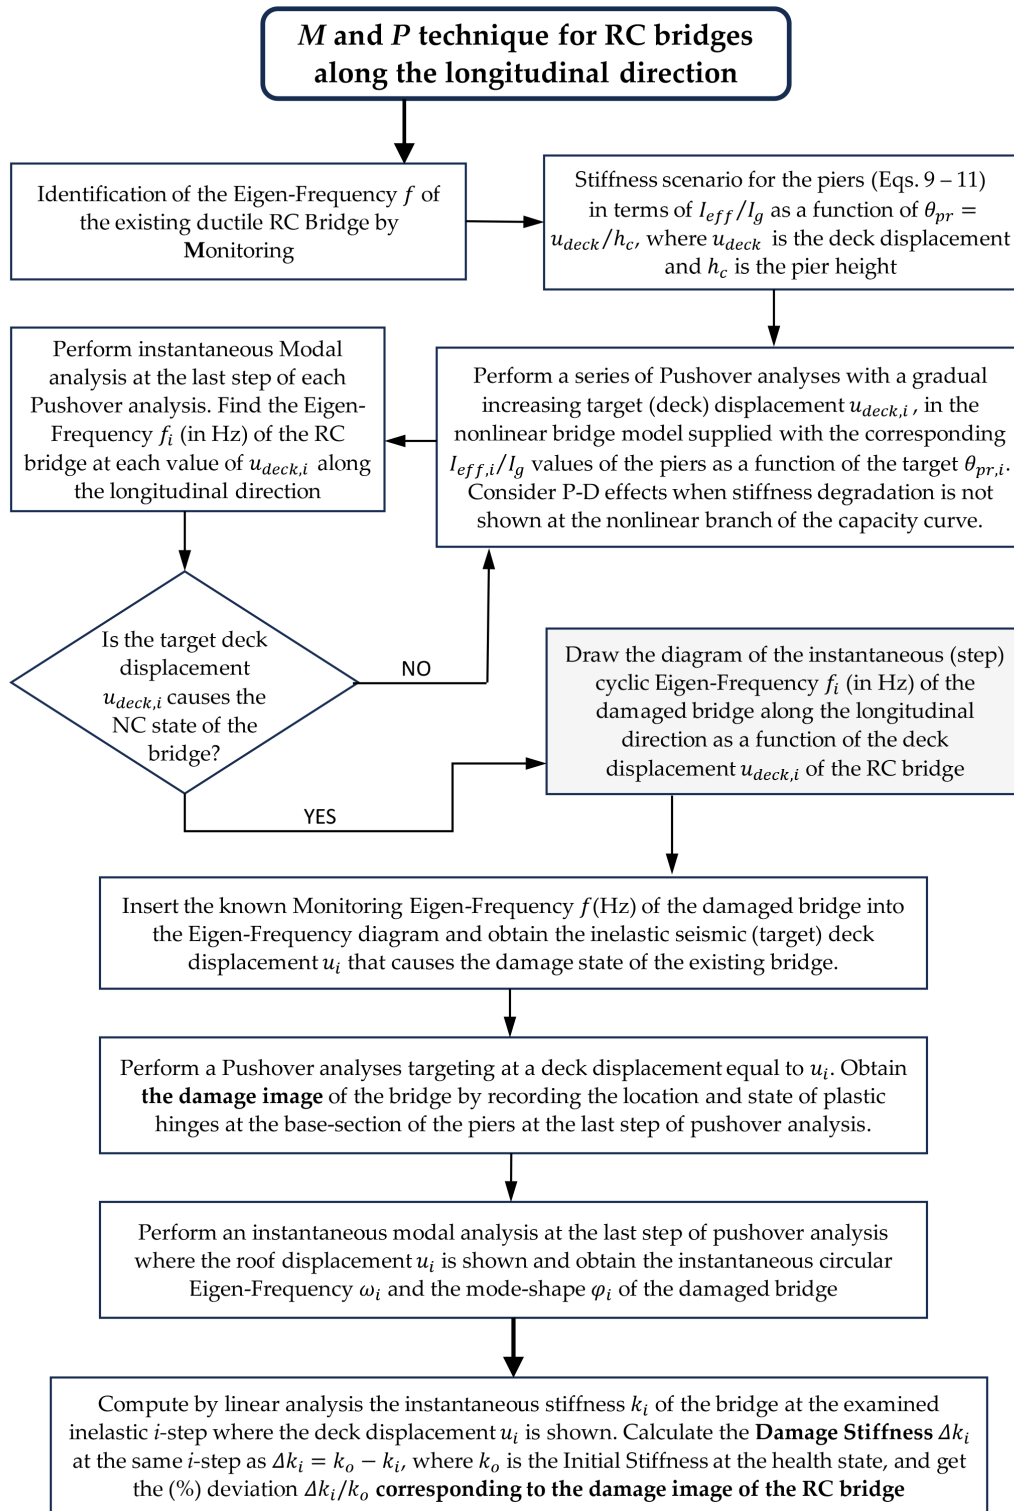 M and P technique for RC bridges
along the longitudinal direction
Identification of the Eigen-Frequency f of
the existing ductile RC Bridge by
Monitoring
Stiffness scenario for the piers (Eqs. 9 – 11)
in terms of I_eff/I_g as a function of θ_pr =
u_deck/h_c, where u_deck is the deck displacement
and h_c is the pier height
Perform a series of Pushover analyses with a gradual
increasing target (deck) displacement u_deck,i , in the
nonlinear bridge model supplied with the corresponding
I_eff,i/I_g values of the piers as a function of the target θ_pr,i.
Consider P-D effects when stiffness degradation is not
shown at the nonlinear branch of the capacity curve.
Perform instantaneous Modal
analysis at the last step of each
Pushover analysis. Find the Eigen-
Frequency f_i (in Hz) of the RC
bridge at each value of u_deck,i along
the longitudinal direction
Is the target deck
displacement
u_deck,i causes the
NC state of the
bridge?
NO
YES
Draw the diagram of the instantaneous (step)
cyclic Eigen-Frequency f_i (in Hz) of the
damaged bridge along the longitudinal
direction as a function of the deck
displacement u_deck,i of the RC bridge
Insert the known Monitoring Eigen-Frequency f(Hz) of the damaged bridge into
the Eigen-Frequency diagram and obtain the inelastic seismic (target) deck
displacement u_i that causes the damage state of the existing bridge.
Perform a Pushover analyses targeting at a deck displacement equal to u_i. Obtain
the damage image of the bridge by recording the location and state of plastic
hinges at the base-section of the piers at the last step of pushover analysis.
Perform an instantaneous modal analysis at the last step of pushover analysis
where the roof displacement u_i is shown and obtain the instantaneous circular
Eigen-Frequency ω_i and the mode-shape φ_i of the damaged bridge
Compute by linear analysis the instantaneous stiffness k_i of the bridge at the examined
inelastic i-step where the deck displacement u_i is shown. Calculate the Damage Stiffness Δk_i
at the same i-step as Δk_i = k_o − k_i, where k_o is the Initial Stiffness at the health state, and get
the (%) deviation Δk_i/k_o corresponding to the damage image of the RC bridge